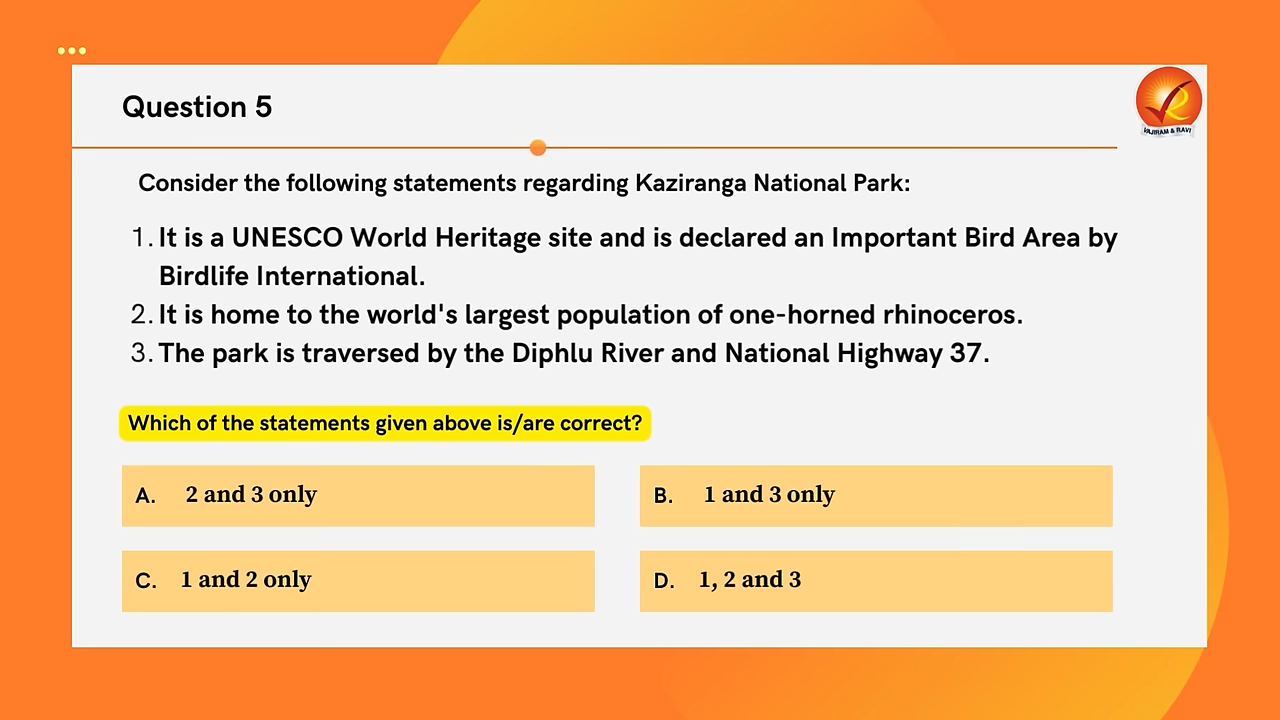 Question 5
VAJIRAM & RAVI
Consider the following statements regarding Kaziranga National Park:
1. It is a UNESCO World Heritage site and is declared an Important Bird Area by
Birdlife International.
2. It is home to the world's largest population of one-horned rhinoceros.
3. The park is traversed by the Diphlu River and National Highway 37.
Which of the statements given above is/are correct?
A. 2 and 3 only
B. 1 and 3 only
C. 1 and 2 only
D. 1, 2 and 3